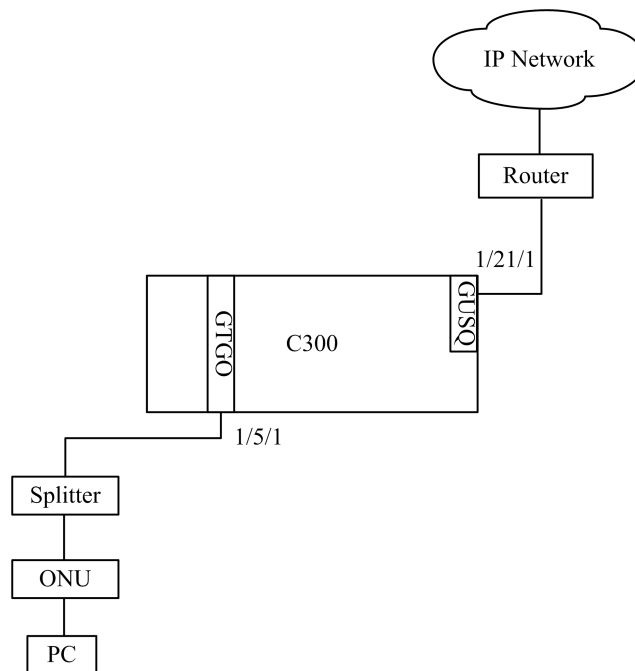 IP Network
Router
1/21/1
GUSQ
GTGO
C300
1/5/1
Splitter
ONU
PC